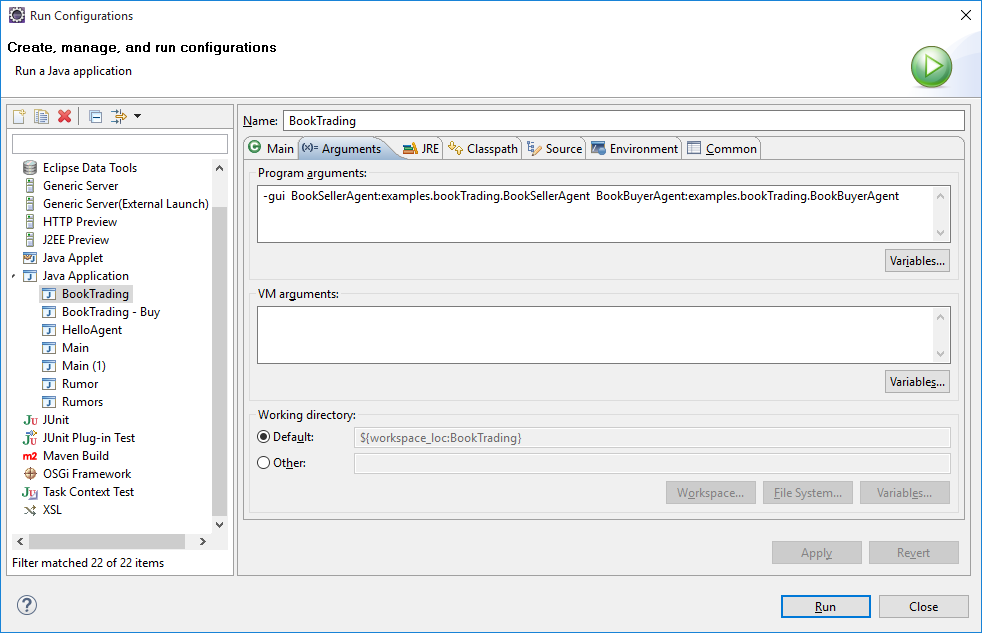 Run Configurations
Create, manage, and run configurations
Run a Java application
Eclipse Data Tools
Generic Server
Generic Server(External Launch)
HTTP Preview
J2EE Preview
Java Applet
Java Application
BookTrading
BookTrading - Buy
HelloAgent
Main
Main (1)
Rumor
Rumors
JUnit
JUnit Plug-in Test
Maven Build
OSGi Framework
Task Context Test
XSL
Filter matched 22 of 22 items
Name: BookTrading
Main (x)= Arguments JRE Classpath Source Environment Common
Program arguments:
-gui BookSellerAgent:examples.bookTrading.BookSellerAgent BookBuyerAgent:examples.bookTrading.BookBuyerAgent
Variables...
VM arguments:
Variables...
Working directory:
Default: ${workspace_loc:BookTrading}
Other:
Workspace... File System... Variables...
Apply Revert
Run Close